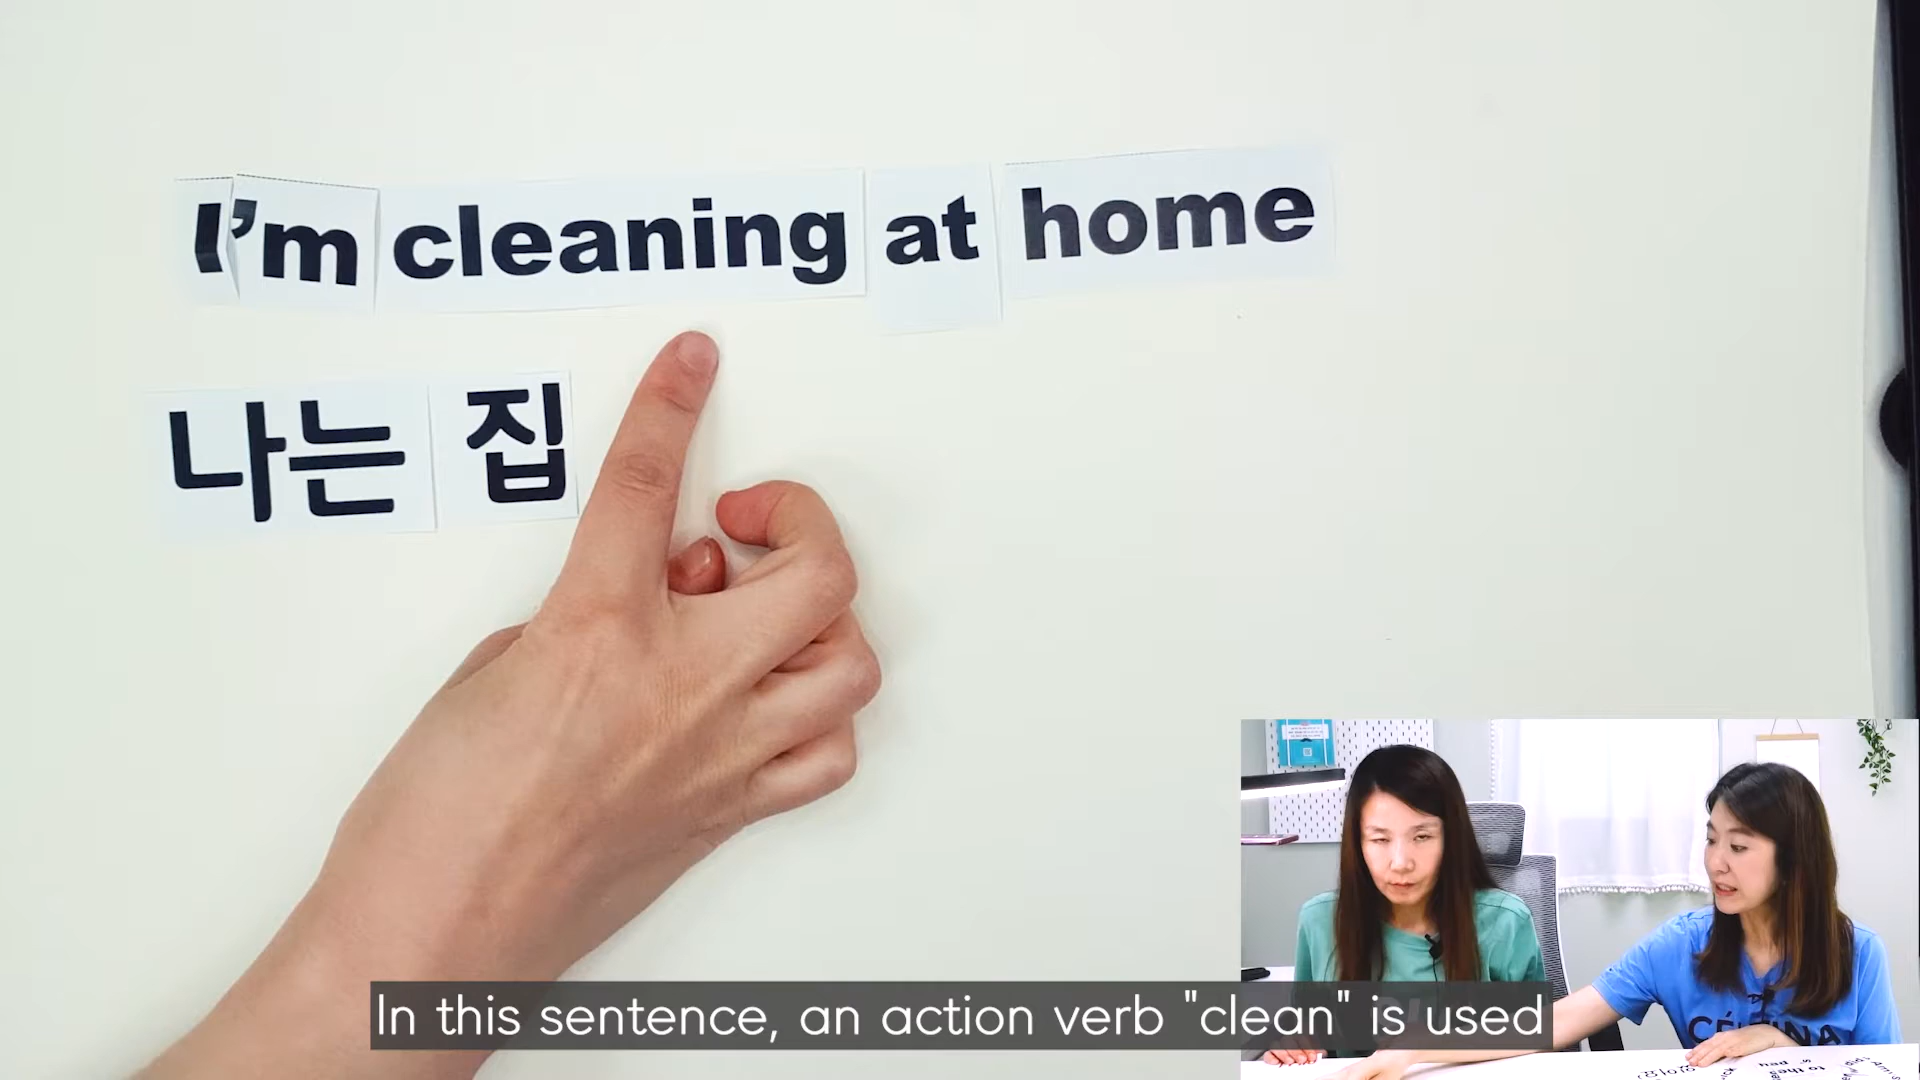 I'm cleaning at home
나는 집
In this sentence, an action verb "clean" is used